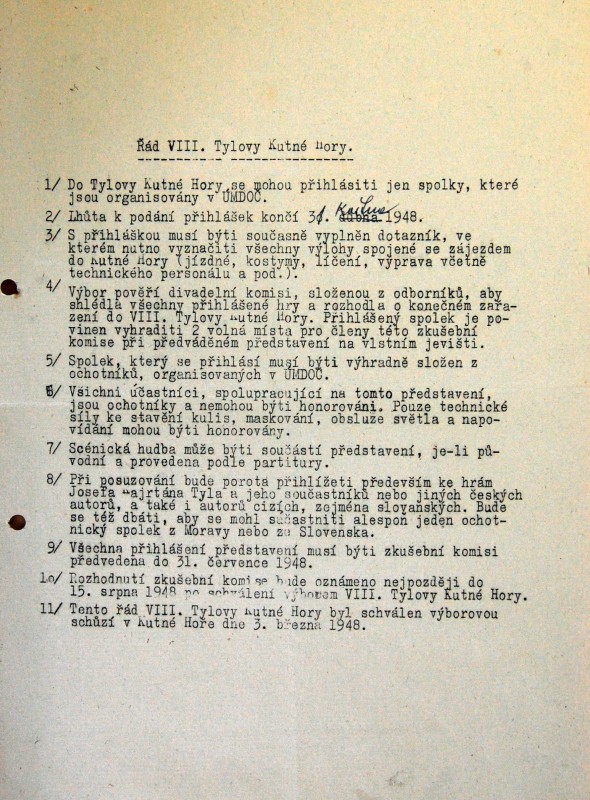 Řád VIII. Tylovy Kutné Hory.
1/ Do Tylovy Kutné Hory se mohou přihlásiti jen spolky, které
jsou organisovány v ÚMDOČ.
2/ Lhůta k podání přihlášek končí 31. května dubna 1948.
3/ S přihláškou musí býti současně vyplněn dotazník, ve
kterém nutno vyznačiti všechny výlohy spojené se zájezdem
do Kutné Hory (jízdné, kostymy, líčení, výprava včetně
technického personálu a pod.).
4/ Výbor pověří divadelní komisi, složenou z odborníků, aby
shlédla všechny přihlášené hry a rozhodla o konečném zařa-
zení do VIII. Tylovy Kutné Hory. Přihlášený spolek je po-
vinen vyhraditi 2 volná místa pro členy této zkušební
komise při předváděném představení na vlstním jevišti.
5/ Spolek, který se přihlásí musí býti výhradně složen z
ochotníků, organisovaných v ÚMDOČ.
6/ Všichni účastníci, spolupracující na tomto představení,
jsou ochotníky a nemohou býti honorováni. Pouze technické
síly ke stavění kulis, maskování, obsluze světla a napo-
vídání mohou býti honorovány.
7/ Scénická hudba může býti součástí představení, je-li pů-
vodní a provedena podle partitury.
8/ Při posuzování bude porota přihlížeti především ke hrám
Josefa Kajrtána Tyla a jeho součastníků nebo jiných českých
autorů, a také i autorů cizích, zejména slovanských. Bude
se též dbáti, aby se mohl súčastniti alespoň jeden ochot-
nický spolek z Moravy nebo ze Slovenska.
9/ Všechna přihlášení představení musí býti zkušební komisi
předvedena do 31. července 1948.
1o/ Rozhodnutí zkušební komise bude oznámeno nejpozději do
15. srpna 1948 po schválení výborem VIII. Tylovy Kutné Hory.
11/ Tento řád VIII. Tylovy Kutné Hory byl schválen výborovou
schůzí v Kutné Hoře dne 3. března 1948.